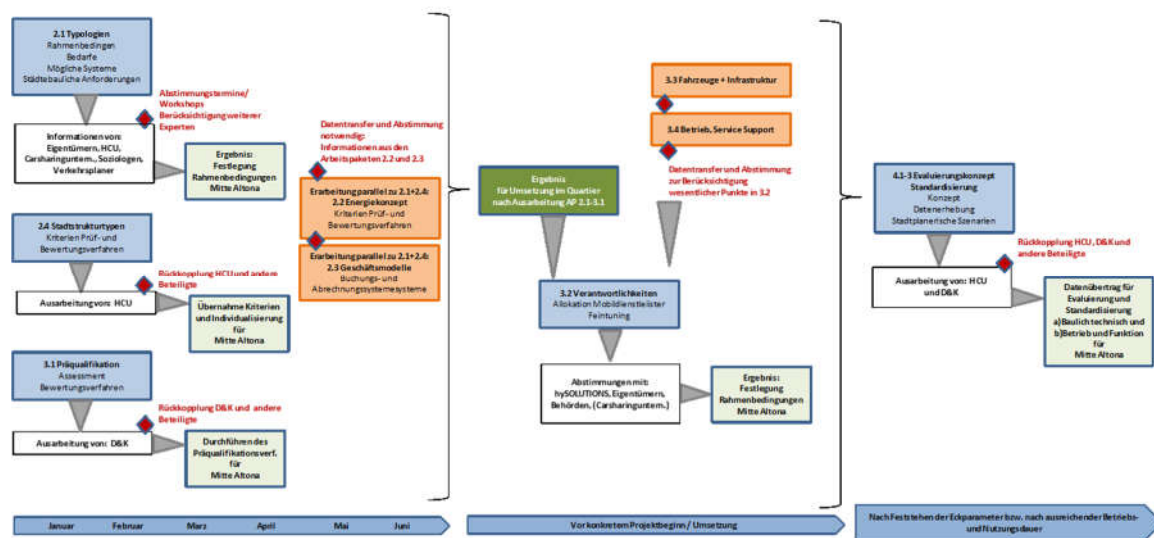 2.1 Typologien
Rahmenbedingen
Bedarfe
Mögliche Systeme
Städtebauliche Anforderungen
Abstimmungstermine/
Workshops
Berücksichtigung weiterer
Experten
Informationen von:
Eigentümern, HCU,
Carsharinguntern., Soziologen,
Verkehrsplaner
Ergebnis:
Festlegung
Rahmenbedingungen
Mitte Altona
2.4 Stadtstrukturtypen
Kriterien Prüf- und
Bewertungsverfahren
Rückkopplung HCU und andere
Beteiligte
Ausarbeitung von: HCU
Übernahne Kriterien
und Individualisierung
für
Mitte Altona
3.1 Präqualifikation
Assessment
Bewertungsverfahren
Rückkopplung D&K und andere
Beteiligte
Ausarbeitung von: D&K
Durchführen des
Präqualifikationsverf.
für
Mitte Altona
Datentransfer und Abstimmung
notwendig:
Informationen aus den
Arbeitspaketen 2.2 und 2.3
Erarbeitung parallel zu 2.1+2.4:
2.2 Energiekonzept
Kriterien Prüf- und
Bewertungsverfahren
Erarbeitung parallel zu 2.1+2.4:
2.3 Geschäftsmodelle
Buchungs- und
Abrechnungssystemesysteme
Ergebnis
für Umsetzung im Quartier
nach Ausarbeitung AP 2.1-3.1
3.3 Fahrzeuge + Infrastruktur
3.4 Betrieb, Service Support
Datentransfer und Abstimmung
zur Berücksichtigung
wesentlicher Punkte in 3.2
3.2 Verantwortlichkeiten
Allokation Mobildienstleister
Feintuning
Abstimmungen mit:
hySOLUTIONS, Eigentümern,
Behörden, (Carsharinguntern.)
Ergebnis:
Festlegung
Rahmenbedingungen
Mitte Altona
4.1-3 Evaluierungskonzept
Standardisierung
Konzept
Datenerhebung
Stadtplanerische Szenarien
Rückkopplung HCU, D&K und
andere Beteiligte
Ausarbeitung von: HCU
und D&K
Datenübertrag für
Evaluierung und
Standardisierung
a)Baulich technisch und
b)Betrieb und Funktion
für
Mitte Altona
Januar Februar Marz April Mai Juni
Vor konkretem Projektbeginn / Umsetzung
Nach Feststehen der Eckparameter bzw. nach ausreichender Betriebs-
und Nutzungsdauer